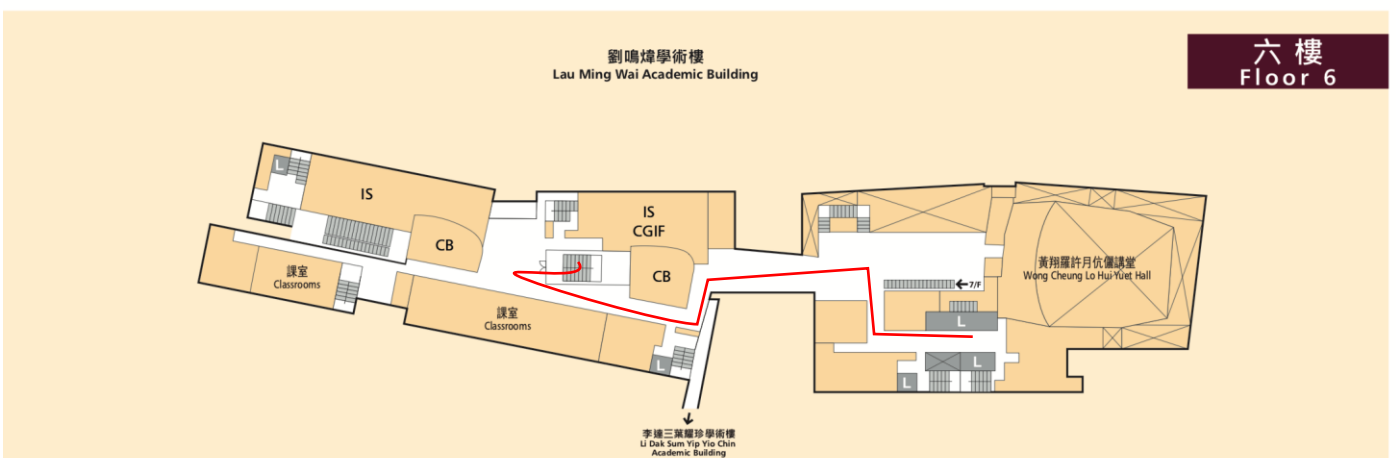 劉鳴煒學術樓
Lau Ming Wai Academic Building
六樓
Floor 6
L
IS
CB
IS
CGIF
CB
課室
Classrooms
課室
Classrooms
L
黃翔羅許月伉儷講堂
Wong Cheung Lo Hui Yuet Hall
←7/F
L
L
L
李達三葉耀珍學術樓
Li Dak Sum Yip Yio Chin
Academic Building